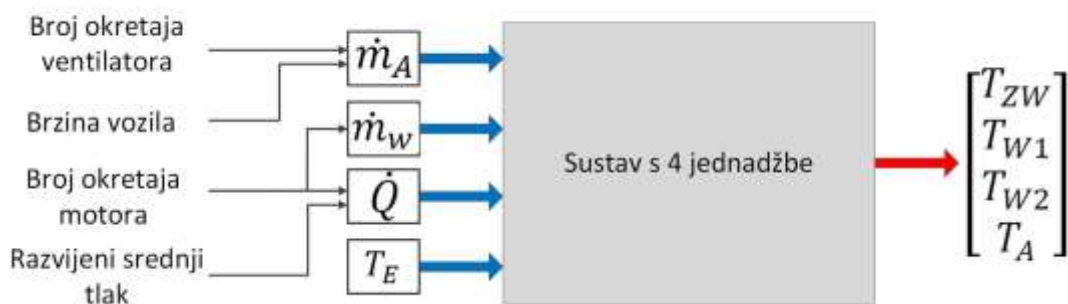 Broj okretaja
ventilatora
Brzina vozila
Broj okretaja
motora
Razvijeni srednji
tlak
ṁ_A
ṁ_w
Q̇
T_E
Sustav s 4 jednadžbe
T_ZW
T_W1
T_W2
T_A